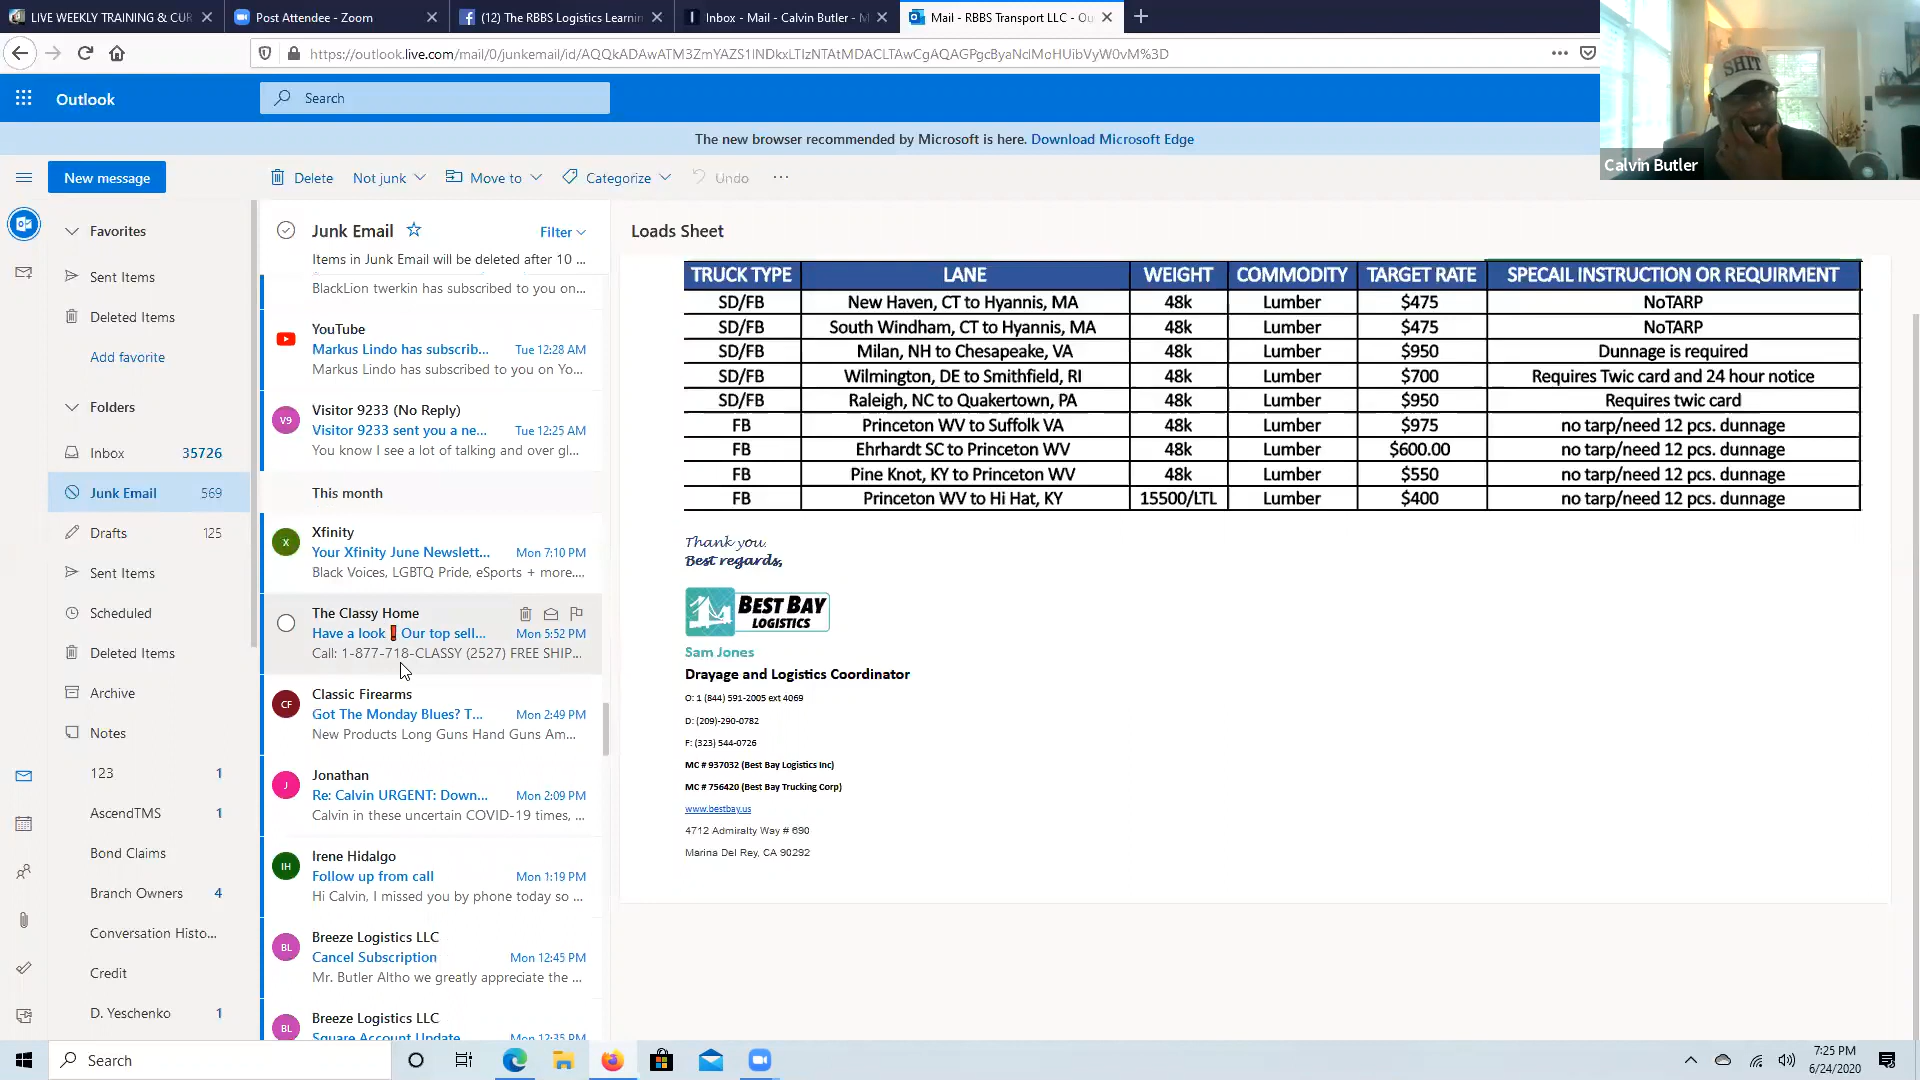 LIVE WEEKLY TRAINING & CUR
Post Attendee - Zoom
(12) The RBBS Logistics Learnin
Inbox - Mail - Calvin Butler - M
Mail - RBBS Transport LLC - Ou
https://outlook.live.com/mail/0/junkemail/id/AQQkADAwATM3ZmYAZS1lNDkxLTIzNTAtMDACLTAwCgAQAGPgcByaNclMoHUibVyW0vM%3D
SHIT
Calvin Butler
Outlook
Search
The new browser recommended by Microsoft is here. Download Microsoft Edge
New message
Delete
Not junk
Move to
Categorize
Undo
Favorites
Sent Items
Deleted Items
Add favorite
Folders
Inbox 35726
Junk Email 569
Drafts 125
Sent Items
Scheduled
Deleted Items
Archive
Notes
123 1
AscendTMS 1
Bond Claims
Branch Owners 4
Conversation Histo...
Credit
D. Yeschenko 1
Junk Email
Filter
Items in Junk Email will be deleted after 10 ...
BlackLion twerkin has subscribed to you on...
YouTube
Markus Lindo has subscrib... Tue 12:28 AM
Markus Lindo has subscribed to you on Yo...
V9
Visitor 9233 (No Reply)
Visitor 9233 sent you a ne... Tue 12:25 AM
You know I see a lot of talking and over gl...
This month
X
Xfinity
Your Xfinity June Newslett... Mon 7:10 PM
Black Voices, LGBTQ Pride, eSports + more....
The Classy Home
Have a look❗Our top sell... Mon 5:52 PM
Call: 1-877-718-CLASSY (2527) FREE SHIP...
CF
Classic Firearms
Got The Monday Blues? T... Mon 2:49 PM
New Products Long Guns Hand Guns Am...
J
Jonathan
Re: Calvin URGENT: Down... Mon 2:09 PM
Calvin in these uncertain COVID-19 times, ...
IH
Irene Hidalgo
Follow up from call Mon 1:19 PM
Hi Calvin, I missed you by phone today so ...
BL
Breeze Logistics LLC
Cancel Subscription Mon 12:45 PM
Mr. Butler Altho we greatly appreciate the ...
BL
Breeze Logistics LLC
Square Account Update Mon 12:35 PM
Loads Sheet
TRUCK TYPE LANE WEIGHT COMMODITY TARGET RATE SPECAIL INSTRUCTION OR REQUIRMENT
SD/FB New Haven, CT to Hyannis, MA 48k Lumber $475 NoTARP
SD/FB South Windham, CT to Hyannis, MA 48k Lumber $475 NoTARP
SD/FB Milan, NH to Chesapeake, VA 48k Lumber $950 Dunnage is required
SD/FB Wilmington, DE to Smithfield, RI 48k Lumber $700 Requires Twic card and 24 hour notice
SD/FB Raleigh, NC to Quakertown, PA 48k Lumber $950 Requires twic card
FB Princeton WV to Suffolk VA 48k Lumber $975 no tarp/need 12 pcs. dunnage
FB Ehrhardt SC to Princeton WV 48k Lumber $600.00 no tarp/need 12 pcs. dunnage
FB Pine Knot, KY to Princeton WV 48k Lumber $550 no tarp/need 12 pcs. dunnage
FB Princeton WV to Hi Hat, KY 15500/LTL Lumber $400 no tarp/need 12 pcs. dunnage
Thank you.
Best regards,
BEST BAY
LOGISTICS
Sam Jones
Drayage and Logistics Coordinator
O: 1 (844) 591-2005 ext 4069
D: (209)-290-0782
F: (323) 544-0726
MC # 937032 (Best Bay Logistics Inc)
MC # 756420 (Best Bay Trucking Corp)
www.bestbay.us
4712 Admiralty Way # 690
Marina Del Rey, CA 90292
Search
7:25 PM
6/24/2020